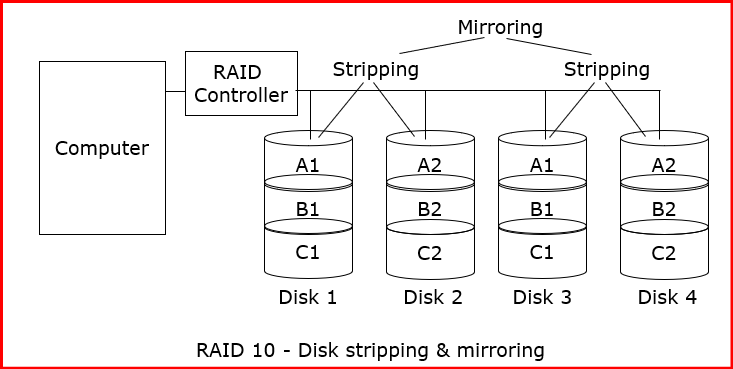 Mirroring
Stripping Stripping
RAID
Controller
Computer
A1 A2 A1 A2
B1 B2 B1 B2
C1 C2 C1 C2
Disk 1 Disk 2 Disk 3 Disk 4
RAID 10 - Disk stripping & mirroring